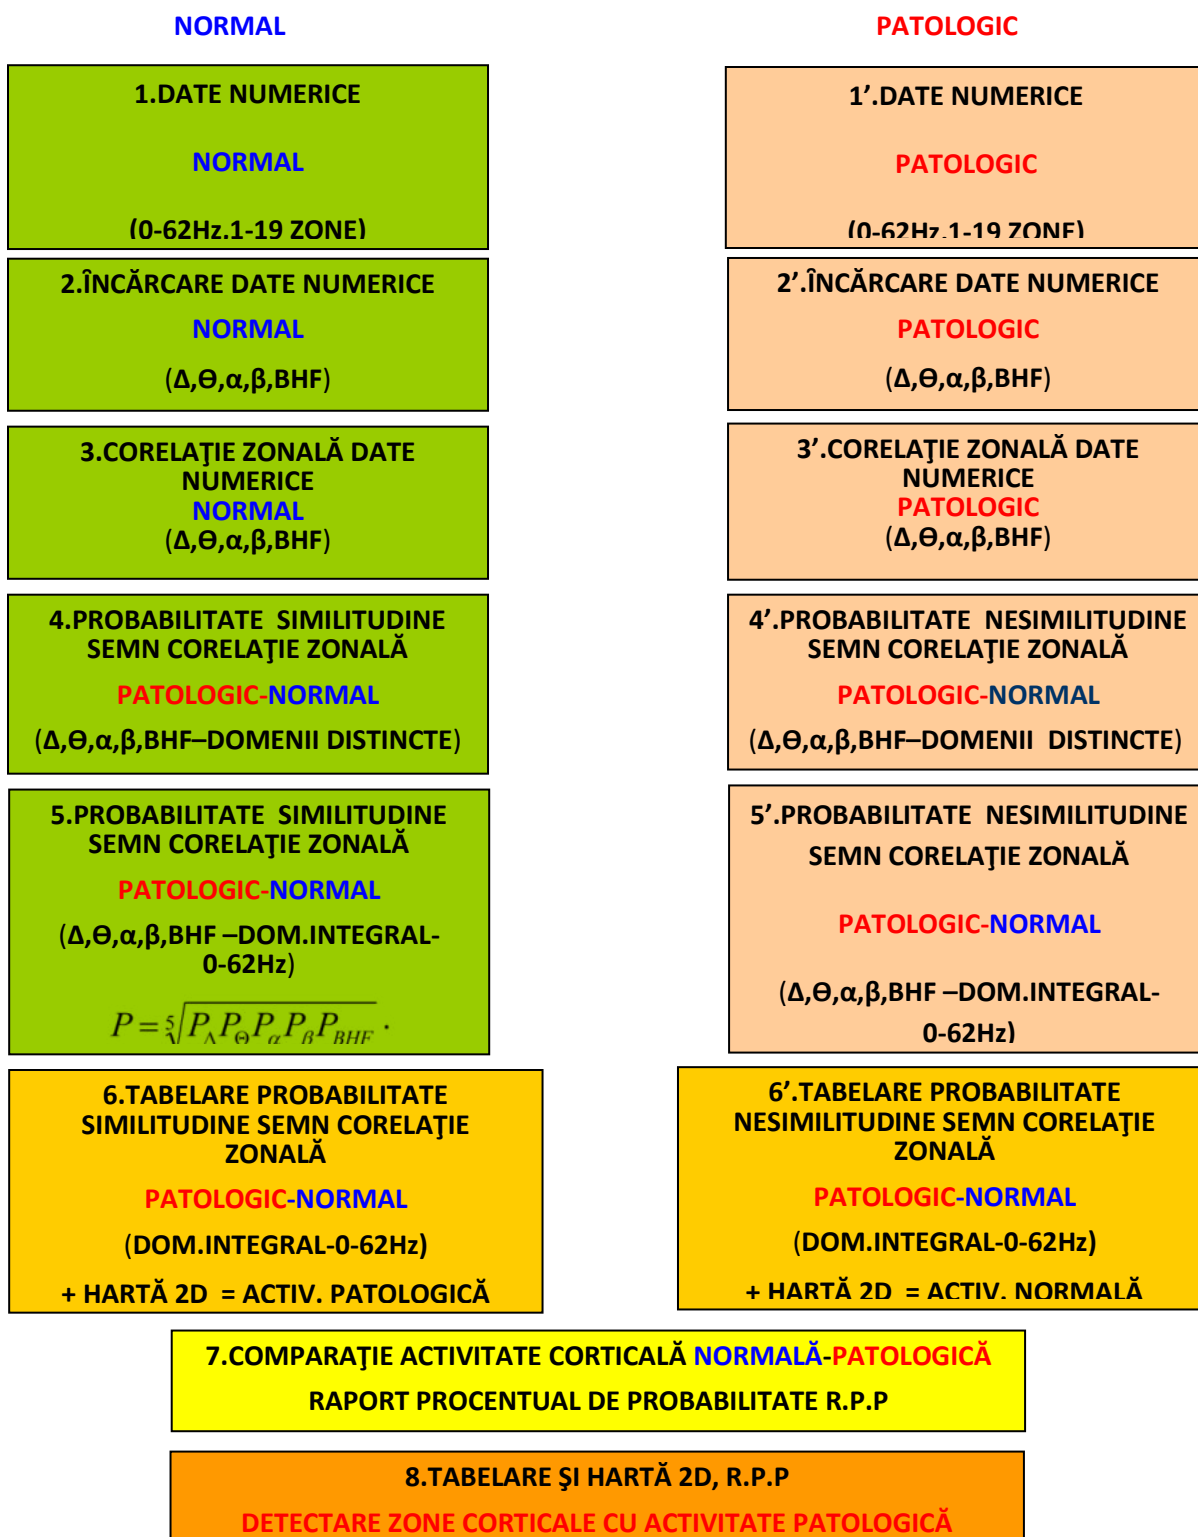 NORMAL
PATOLOGIC
1.DATE NUMERICE
NORMAL
(0-62Hz.1-19 ZONE)
1’.DATE NUMERICE
PATOLOGIC
(0-62Hz.1-19 ZONE)
2.ÎNCĂRCARE DATE NUMERICE
NORMAL
(Δ,Ɵ,α,β,BHF)
2’.ÎNCĂRCARE DATE NUMERICE
PATOLOGIC
(Δ,Ɵ,α,β,BHF)
3.CORELAŢIE ZONALĂ DATE
NUMERICE
NORMAL
(Δ,Ɵ,α,β,BHF)
3’.CORELAŢIE ZONALĂ DATE
NUMERICE
PATOLOGIC
(Δ,Ɵ,α,β,BHF)
4.PROBABILITATE SIMILITUDINE
SEMN CORELAŢIE ZONALĂ
PATOLOGIC-NORMAL
(Δ,Ɵ,α,β,BHF–DOMENII DISTINCTE)
4’.PROBABILITATE NESIMILITUDINE
SEMN CORELAŢIE ZONALĂ
PATOLOGIC-NORMAL
(Δ,Ɵ,α,β,BHF–DOMENII DISTINCTE)
5.PROBABILITATE SIMILITUDINE
SEMN CORELAŢIE ZONALĂ
PATOLOGIC-NORMAL
(Δ,Ɵ,α,β,BHF –DOM.INTEGRAL-
0-62Hz)
P = ⁵√(P_Δ P_Θ P_α P_β P_BHF) .
5’.PROBABILITATE NESIMILITUDINE
SEMN CORELAŢIE ZONALĂ
PATOLOGIC-NORMAL
(Δ,Ɵ,α,β,BHF –DOM.INTEGRAL-
0-62Hz)
6.TABELARE PROBABILITATE
SIMILITUDINE SEMN CORELAŢIE
ZONALĂ
PATOLOGIC-NORMAL
(DOM.INTEGRAL-0-62Hz)
+ HARTĂ 2D = ACTIV. PATOLOGICĂ
6’.TABELARE PROBABILITATE
NESIMILITUDINE SEMN CORELAŢIE
ZONALĂ
PATOLOGIC-NORMAL
(DOM.INTEGRAL-0-62Hz)
+ HARTĂ 2D = ACTIV. NORMALĂ
7.COMPARAŢIE ACTIVITATE CORTICALĂ NORMALĂ-PATOLOGICĂ
RAPORT PROCENTUAL DE PROBABILITATE R.P.P
8.TABELARE ŞI HARTĂ 2D, R.P.P
DETECTARE ZONE CORTICALE CU ACTIVITATE PATOLOGICĂ